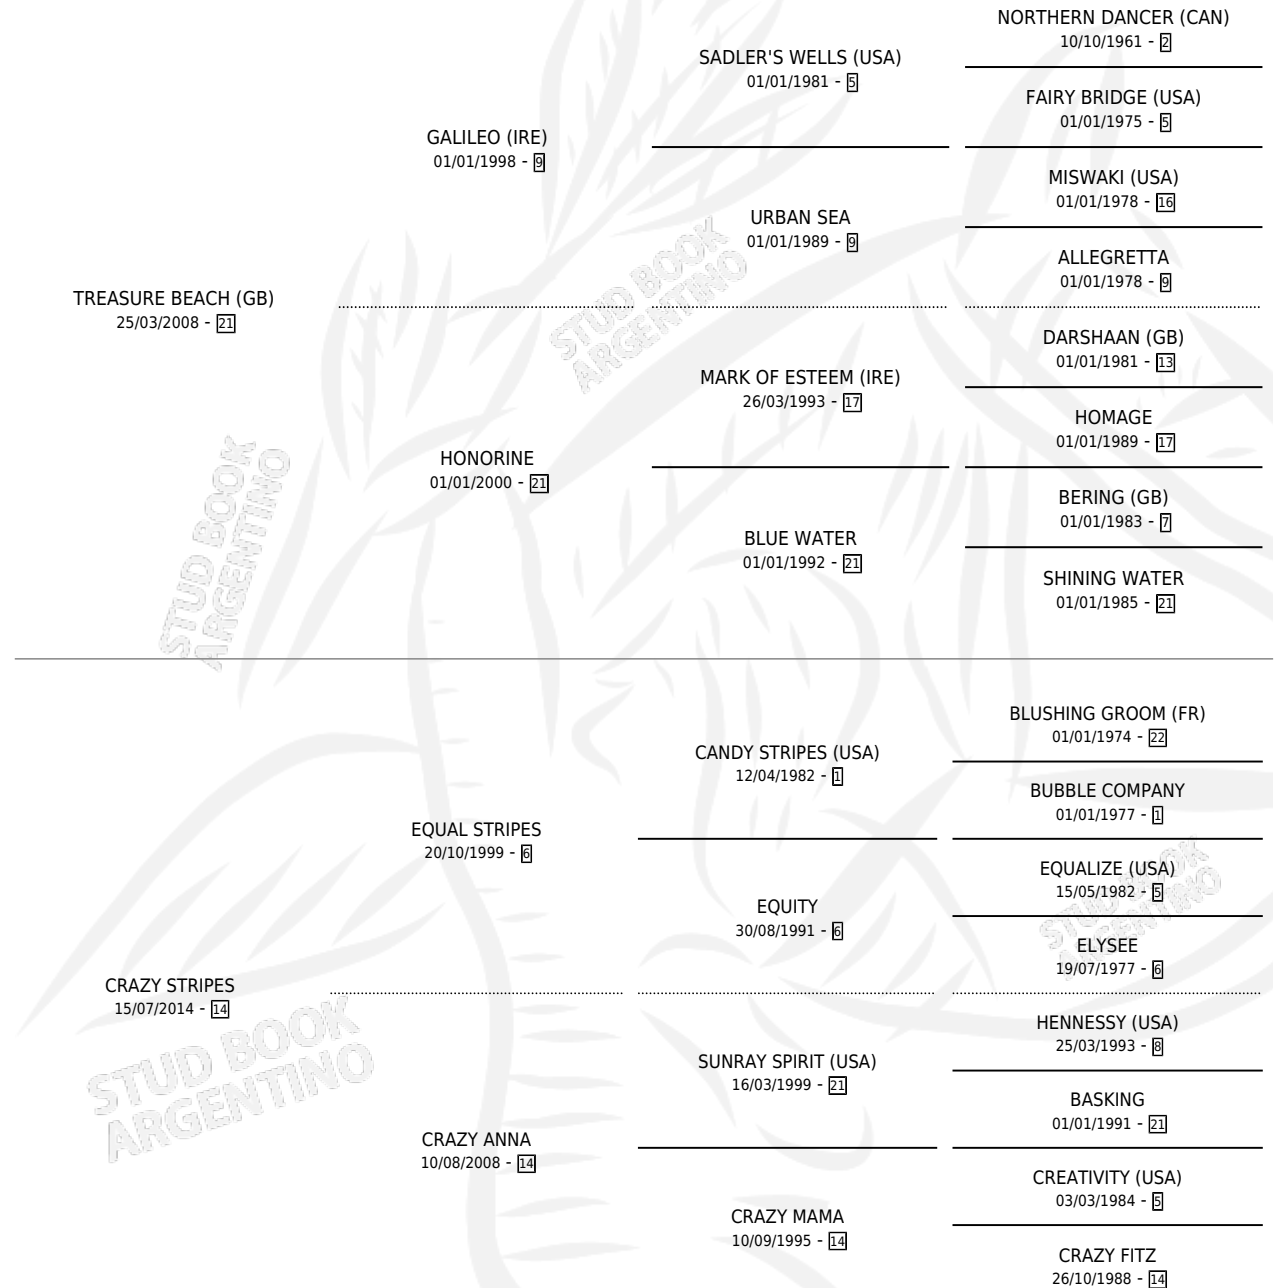 NORTHERN DANCER (CAN)
10/10/1961 - 2
SADLER'S WELLS (USA)
01/01/1981 - 5
FAIRY BRIDGE (USA)
01/01/1975 - 5
GALILEO (IRE)
01/01/1998 - 9
MISWAKI (USA)
01/01/1978 - 16
URBAN SEA
01/01/1989 - 9
ALLEGRETTA
01/01/1978 - 9
TREASURE BEACH (GB)
25/03/2008 - 21
DARSHAAN (GB)
01/01/1981 - 13
MARK OF ESTEEM (IRE)
26/03/1993 - 17
HOMAGE
01/01/1989 - 17
HONORINE
01/01/2000 - 21
BERING (GB)
01/01/1983 - 7
BLUE WATER
01/01/1992 - 21
SHINING WATER
01/01/1985 - 21
BLUSHING GROOM (FR)
01/01/1974 - 22
CANDY STRIPES (USA)
12/04/1982 - 1
BUBBLE COMPANY
01/01/1977 - 1
EQUAL STRIPES
20/10/1999 - 6
EQUALIZE (USA)
15/05/1982 - 5
EQUITY
30/08/1991 - 6
ELYSEE
19/07/1977 - 6
CRAZY STRIPES
15/07/2014 - 14
HENNESSY (USA)
25/03/1993 - 8
SUNRAY SPIRIT (USA)
16/03/1999 - 21
BASKING
01/01/1991 - 21
CRAZY ANNA
10/08/2008 - 14
CREATIVITY (USA)
03/03/1984 - 5
CRAZY MAMA
10/09/1995 - 14
CRAZY FITZ
26/10/1988 - 14
STUD BOOK
ARGENTINO
STUD BOOK
ARGENTINO
STUD BOOK
ARGENTINO
STUD BOOK
ARGENTINO